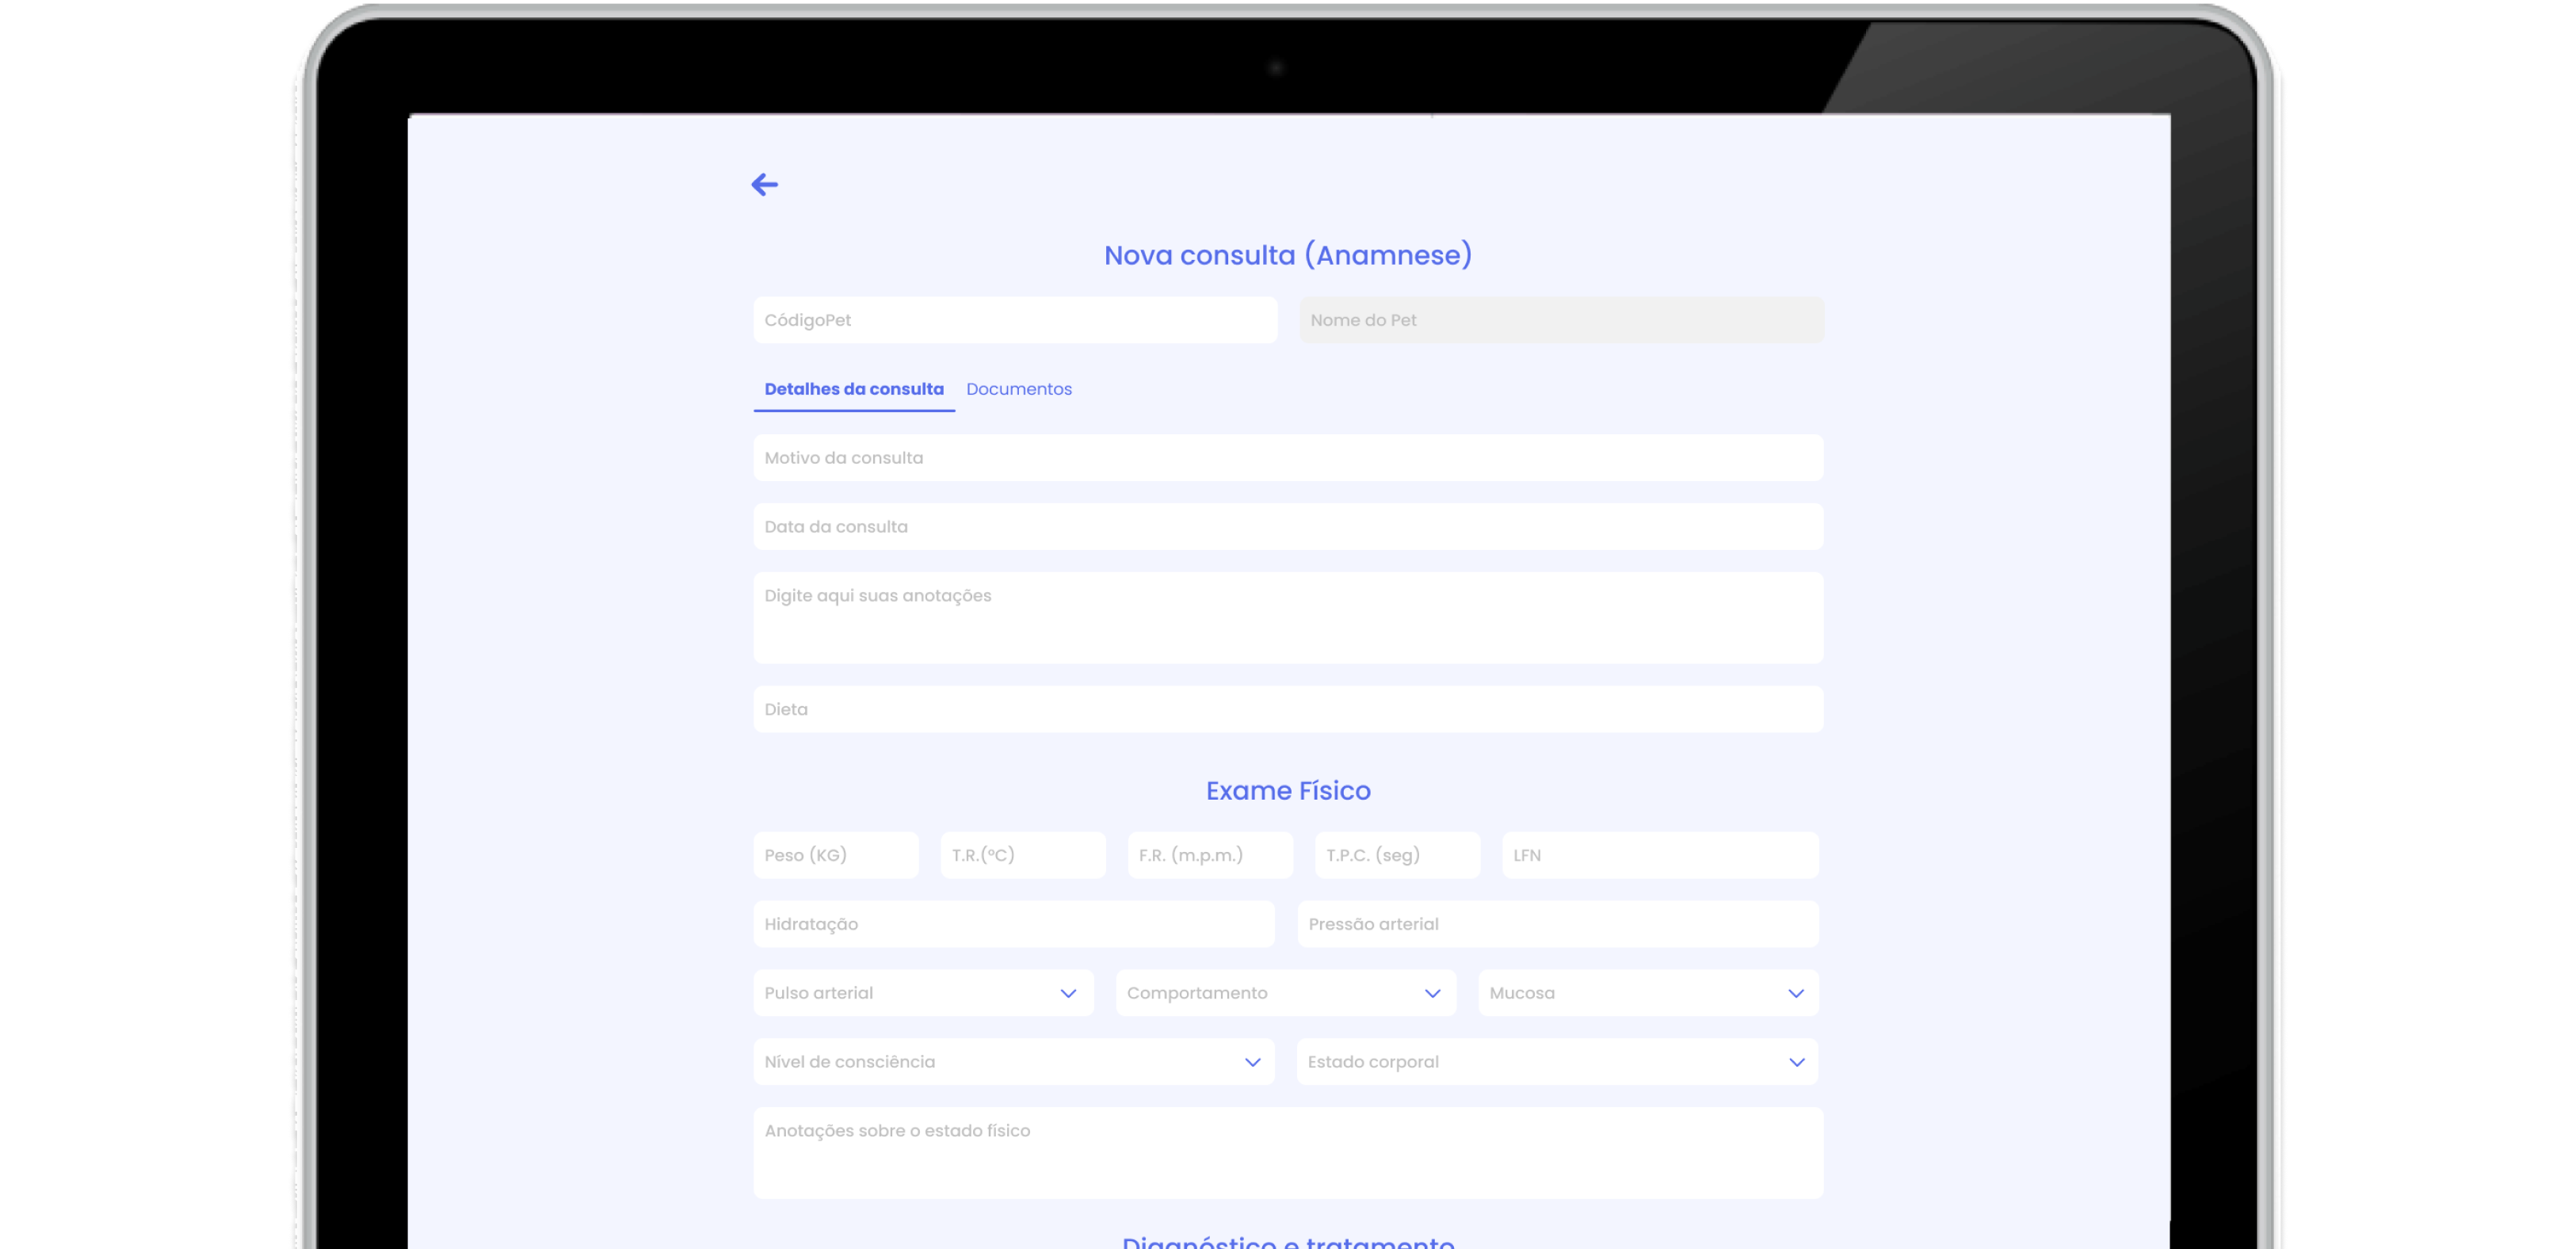 Nova consulta (Anamnese)
CódigoPet
Nome do Pet
Detalhes da consulta
Documentos
Motivo da consulta
Data da consulta
Digite aqui suas anotações
Dieta
Exame Físico
Peso (KG)
T.R.(°C)
F.R. (m.p.m.)
T.P.C. (seg)
LFN
Hidratação
Pressão arterial
Pulso arterial
Comportamento
Mucosa
Nível de consciência
Estado corporal
Anotações sobre o estado físico
Diagnóstico e tratamento